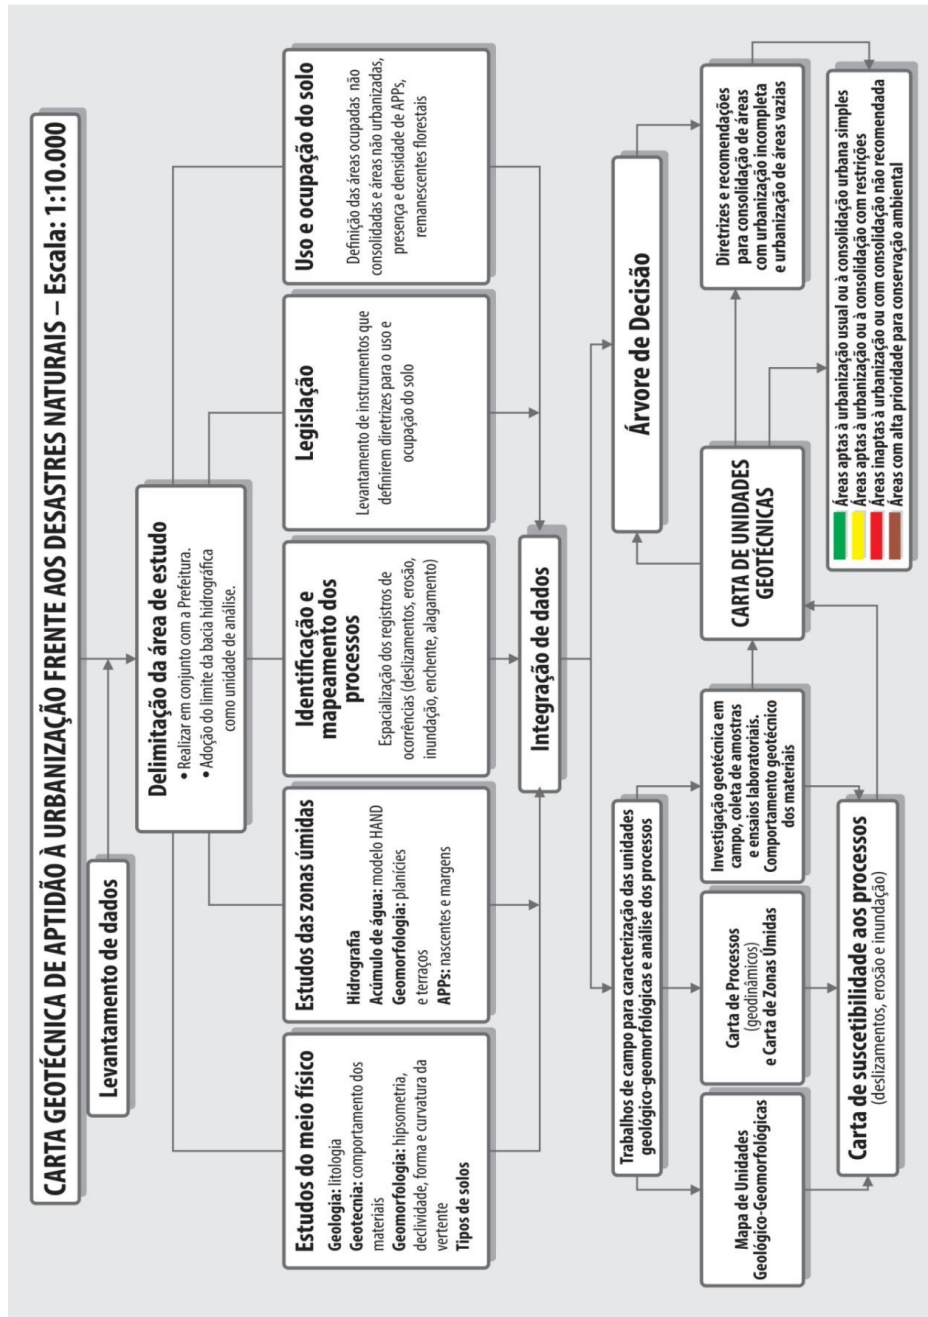 CARTA GEOTÉCNICA DE APTIDÃO À URBANIZAÇÃO FRENTE AOS DESASTRES NATURAIS – Escala: 1:10.000
Levantamento de dados
Delimitação da área de estudo
• Realizar em conjunto com a Prefeitura.
• Adoção do limite da bacia hidrográfica
como unidade de análise.
Estudos do meio físico
Geologia: litologia
Geotecnia: comportamento dos
materiais
Geomorfologia: hipsometria,
declividade, forma e curvatura da
vertente
Tipos de solos
Estudos das zonas úmidas
Hidrografia
Acúmulo de água: modelo HAND
Geomorfologia: planícies
e terraços
APPs: nascentes e margens
Identificação e
mapeamento dos
processos
Espacialização dos registros de
ocorrências (deslizamentos, erosão,
inundação, enchente, alagamento)
Legislação
Levantamento de instrumentos que
definirem diretrizes para o uso e
ocupação do solo
Uso e ocupação do solo
Definição das áreas ocupadas não
consolidadas e áreas não urbanizadas,
presença e densidade de APPs,
remanescentes florestais
Integração de dados
Trabalhos de campo para caracterização das unidades
geológico-geomorfológicas e análise dos processos
Árvore de Decisão
Mapa de Unidades
Geológico-Geomorfológicas
Carta de Processos
(geodinâmicos)
e Carta de Zonas Úmidas
Investigação geotécnica em
campo, coleta de amostras
e ensaios laboratoriais.
Comportamento geotécnico
dos materiais
CARTA DE UNIDADES
GEOTÉCNICAS
Diretrizes e recomendações
para consolidação de áreas
com urbanização incompleta
e urbanização de áreas vazias
Carta de suscetibilidade aos processos
(deslizamentos, erosão e inundação)
Áreas aptas à urbanização usual ou à consolidação urbana simples
Áreas aptas à urbanização ou à consolidação com restrições
Áreas inaptas à urbanização ou com consolidação não recomendada
Áreas com alta prioridade para conservação ambiental